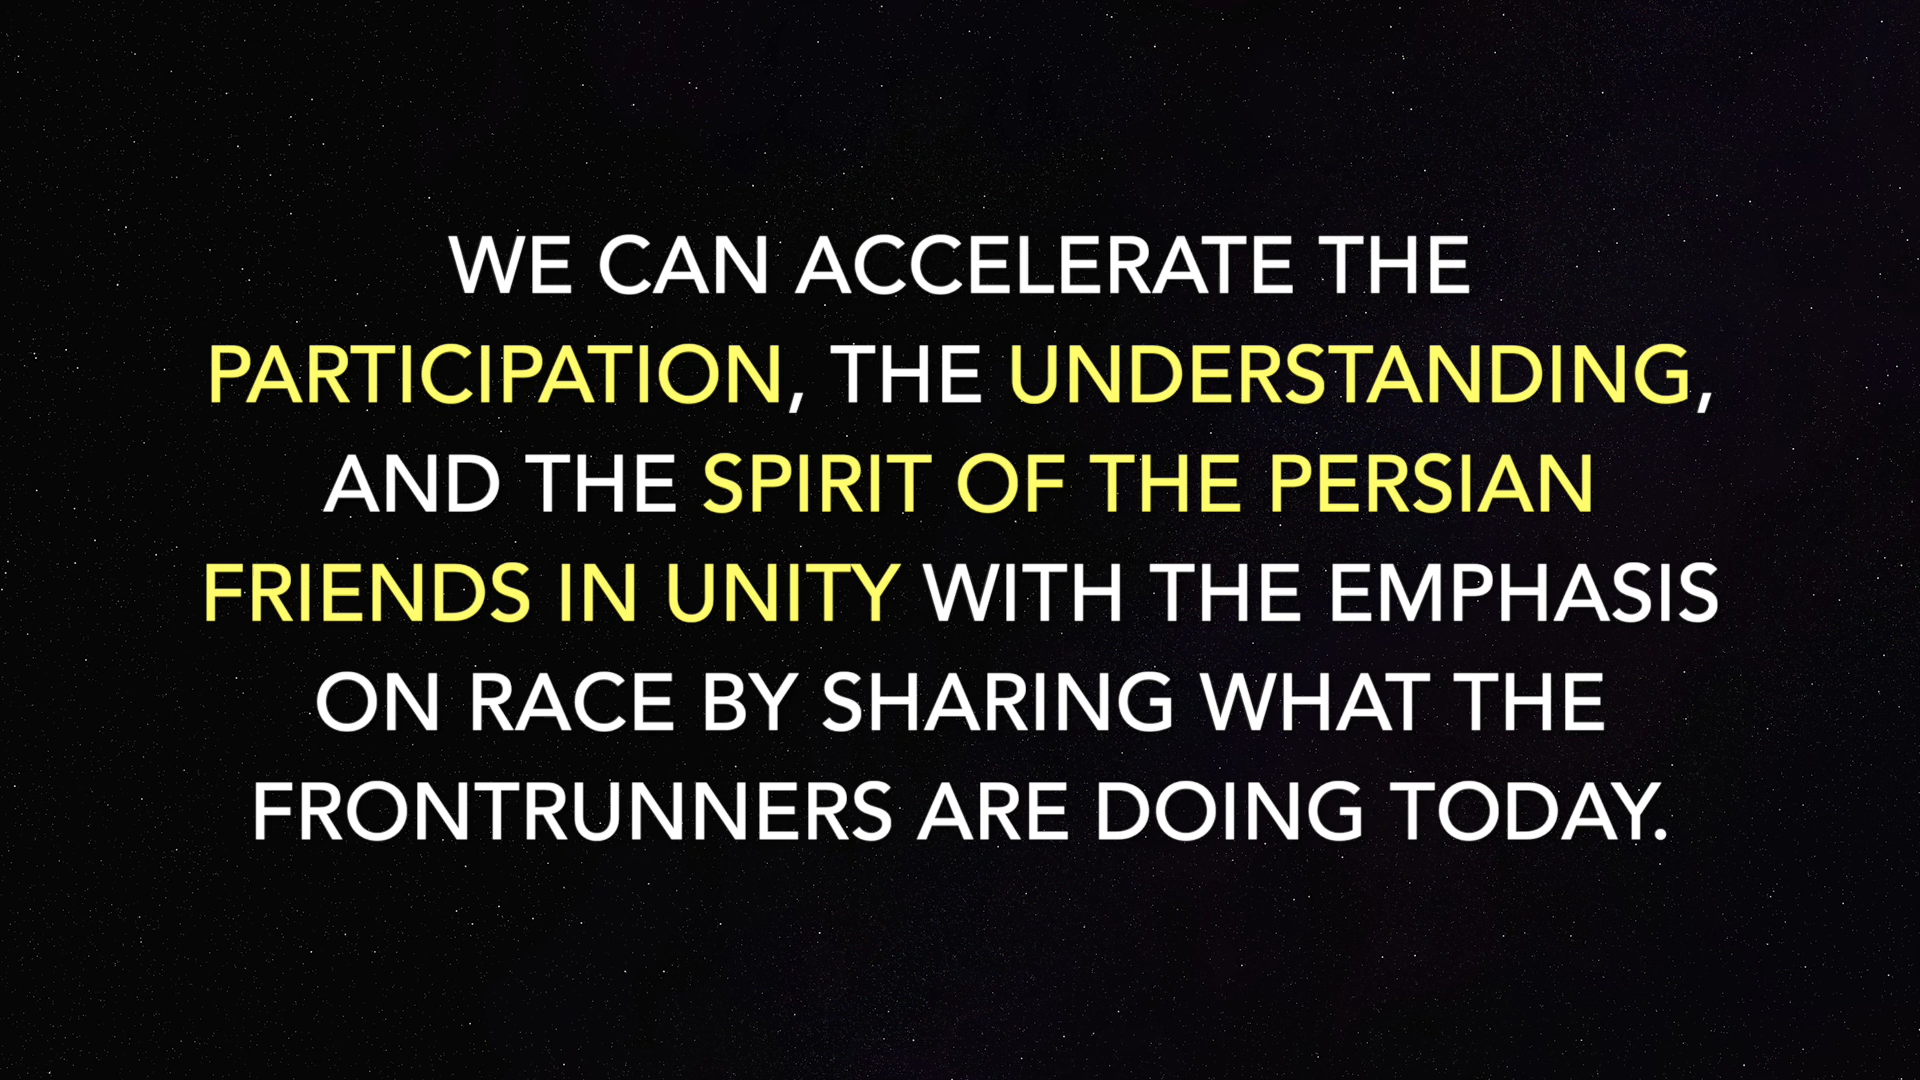 WE CAN ACCELERATE THE
PARTICIPATION, THE UNDERSTANDING,
AND THE SPIRIT OF THE PERSIAN
FRIENDS IN UNITY WITH THE EMPHASIS
ON RACE BY SHARING WHAT THE
FRONTRUNNERS ARE DOING TODAY.